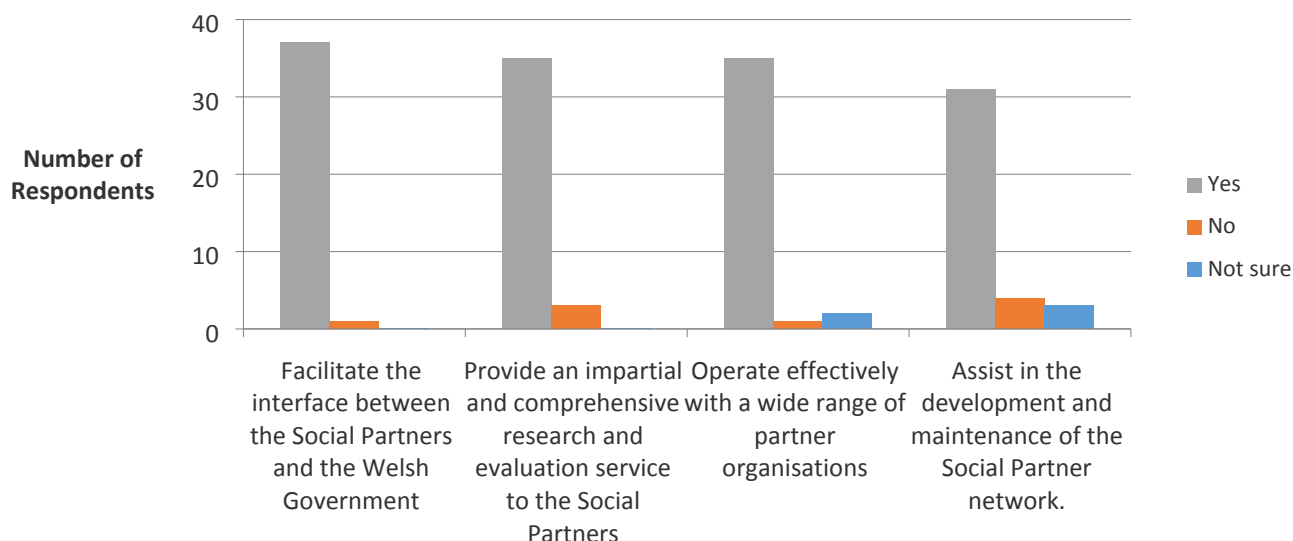 40
30
20
10
0
Number of
Respondents
Yes
No
Not sure
Facilitate the
interface between
the Social Partners
and the Welsh
Government
Provide an impartial
and comprehensive
research and
evaluation service
to the Social
Partners
Operate effectively
with a wide range of
partner
organisations
Assist in the
development and
maintenance of the
Social Partner
network.